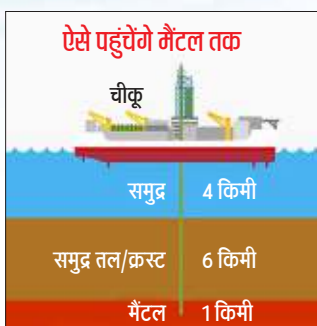 ऐसे पहुंचेंगे मैंटल तक
चीकू
समुद्र 4 किमी
समुद्र तल/क्रस्ट 6 किमी
मैंटल 1 किमी